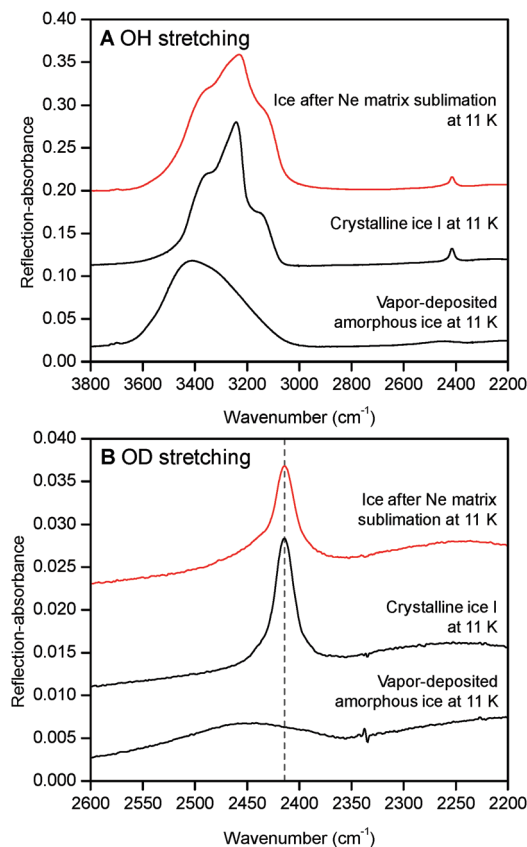 A OH stretching
0.40
0.35
0.30
0.25
0.20
0.15
0.10
0.05
0.00
Reflection-absorbance
Ice after Ne matrix sublimation
at 11 K
Crystalline ice I at 11 K
Vapor-deposited
amorphous ice at 11 K
3800 3600 3400 3200 3000 2800 2600 2400 2200
Wavenumber (cm-1)
B OD stretching
0.040
0.035
0.030
0.025
0.020
0.015
0.010
0.005
0.000
Reflection-absorbance
Ice after Ne matrix
sublimation at 11 K
Crystalline ice I
at 11 K
Vapor-deposited
amorphous ice at 11 K
2600 2550 2500 2450 2400 2350 2300 2250 2200
Wavenumber (cm-1)